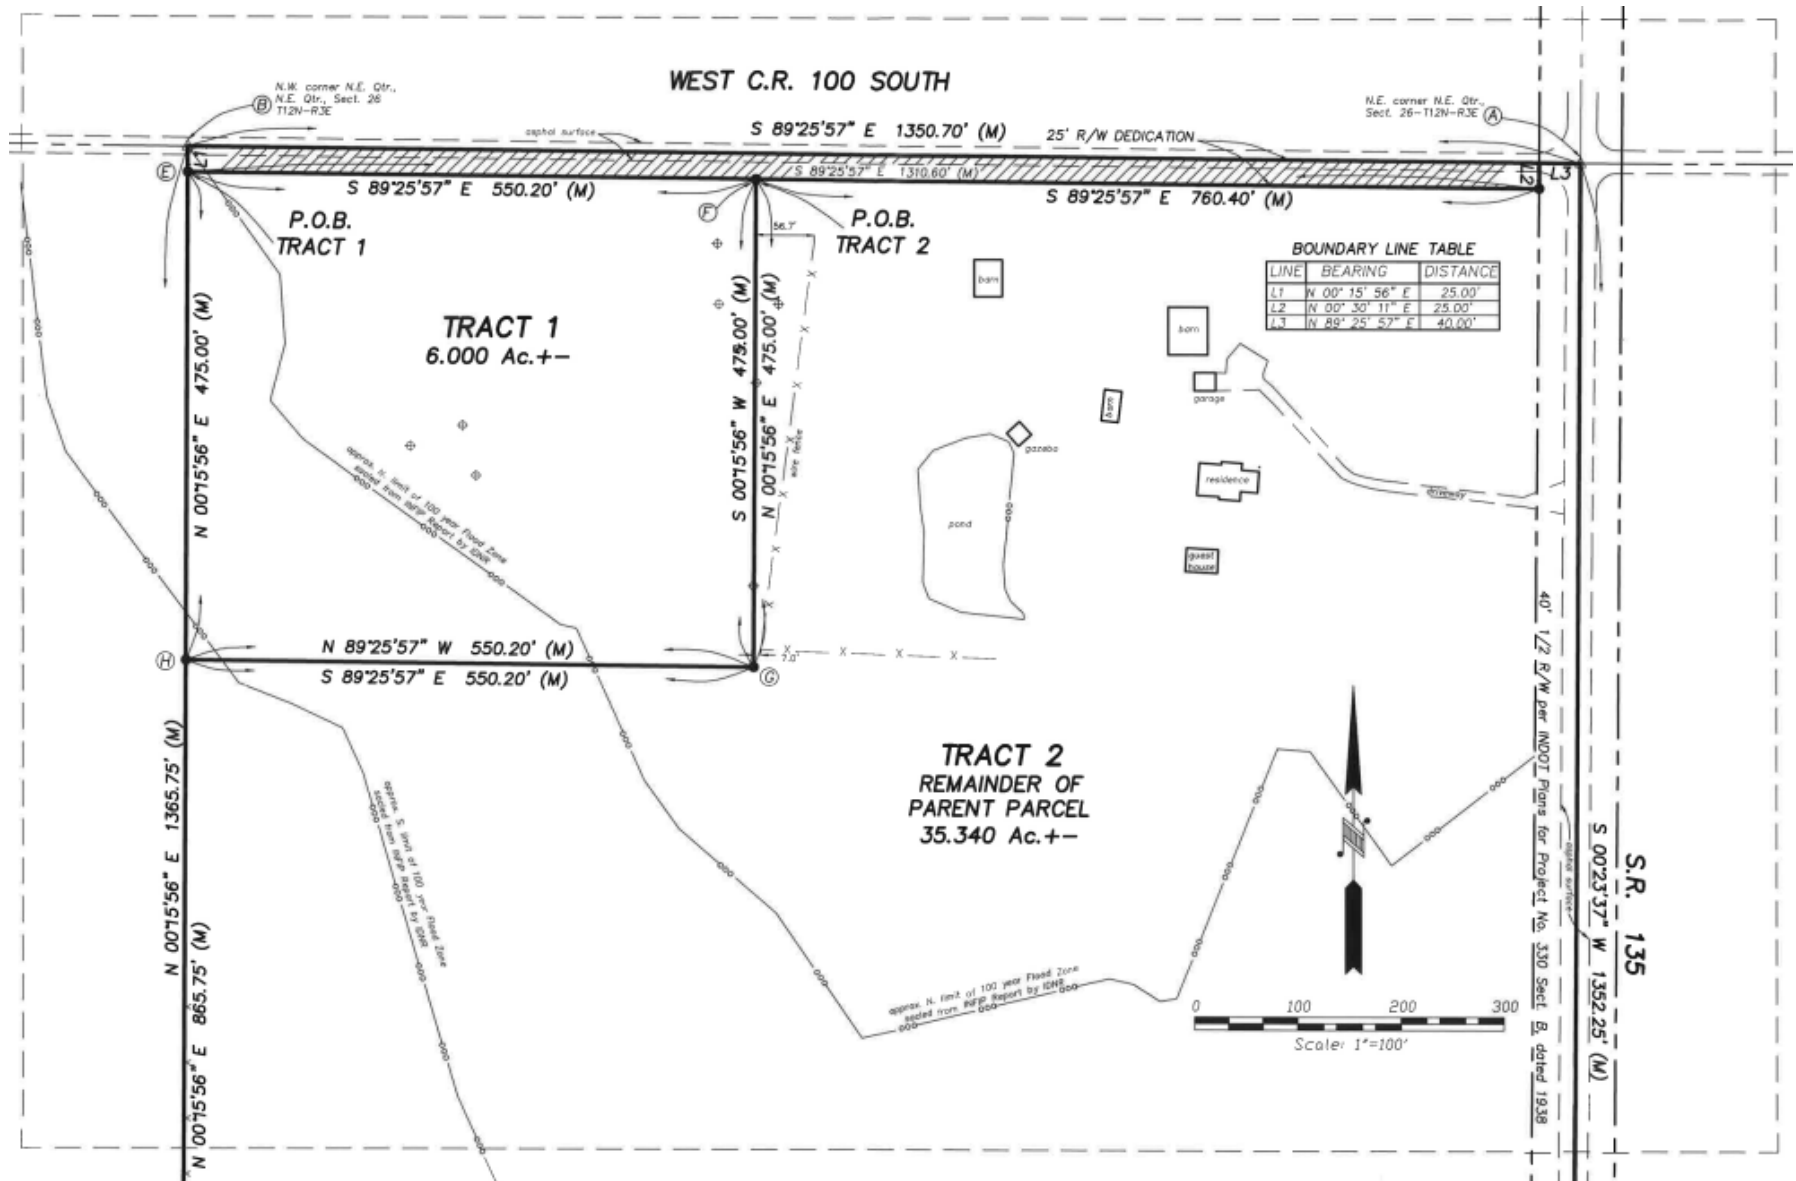 WEST C.R. 100 SOUTH
N.W. corner N.E. Qtr.,
N.E. Qtr., Sect. 26
T12N-R3E
B
N.E. corner N.E. Qtr.,
Sect. 26-T12N-R3E
A
asphal surface
S 89°25'57" E 1350.70' (M)
25' R/W DEDICATION
L1
S 89°25'57" E 1310.60' (M)
L2
L3
E
S 89°25'57" E 550.20' (M)
F
S 89°25'57" E 760.40' (M)
P.O.B.
TRACT 1
P.O.B.
TRACT 2
56.7'
BOUNDARY LINE TABLE
LINE BEARING DISTANCE
L1 N 00° 15' 56" E 25.00'
L2 N 00° 30' 11" E 25.00'
L3 N 89° 25' 57" E 40.00'
TRACT 1
6.000 Ac.+-
N 00°15'56" E 475.00' (M)
S 00°15'56" W 475.00' (M)
N 00°15'56" E 475.00' (M)
wire fence
barn
barn
garage
barn
gazebo
residence
driveway
pond
guest
house
approx. N. limit of 100 year Flood Zone
scaled from INFIP Report by IDNR
N 89°25'57" W 550.20' (M)
H
S 89°25'57" E 550.20' (M)
G
7.0'
TRACT 2
REMAINDER OF
PARENT PARCEL
35.340 Ac.+-
N 00°15'56" E 1365.75' (M)
N 00°15'56" E 865.75' (M)
approx. S. limit of 100 year Flood Zone
scaled from INFIP Report by IDNR
approx. N. limit of 100 year Flood Zone
scaled from INFIP Report by IDNR
0 100 200 300
Scale: 1"=100'
40' 1/2 R/W per INDOT Plans for Project No. 330 Sect. B, dated 1938
asphal surface
S 00°23'37" W 1352.25' (M)
S.R. 135